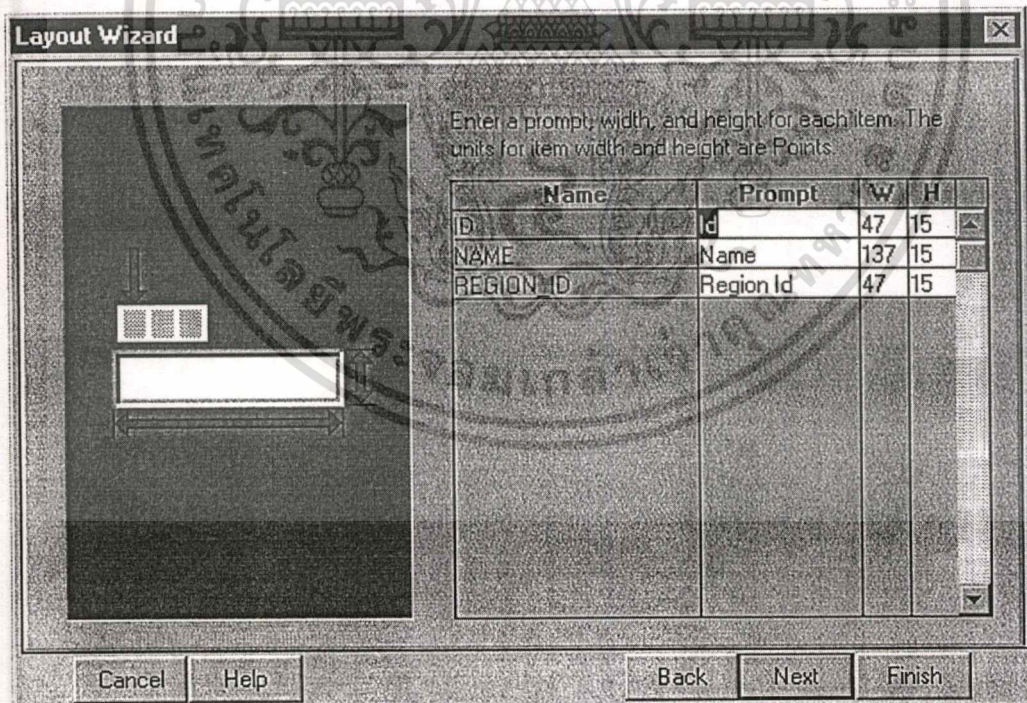 Layout Wizard
Enter a prompt, width, and height for each item. The
units for item width and height are Points.
Name Prompt W H
ID Id 47 15
NAME Name 137 15
REGION_ID Region Id 47 15
Cancel Help Back Next Finish